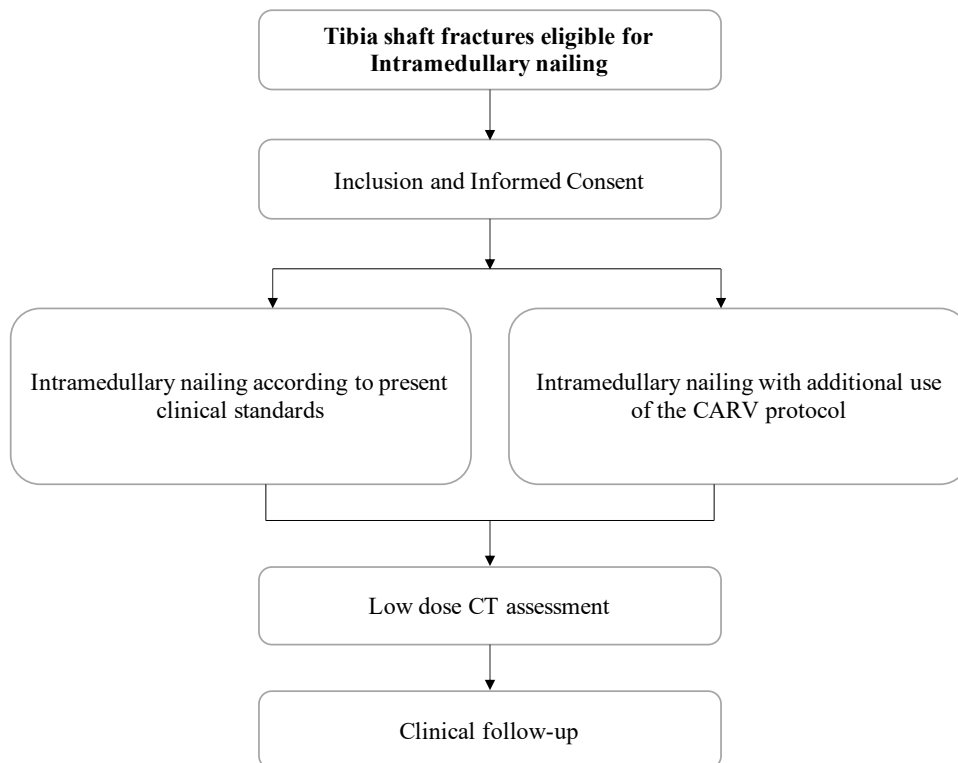 Tibia shaft fractures eligible for
Intramedullary nailing
Inclusion and Informed Consent
Intramedullary nailing according to present
clinical standards
Intramedullary nailing with additional use
of the CARV protocol
Low dose CT assessment
Clinical follow-up